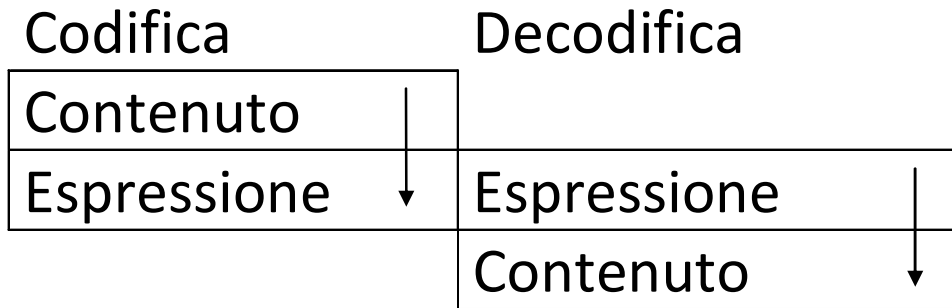 Codifica Decodifica
Contenuto
Espressione Espressione
Contenuto